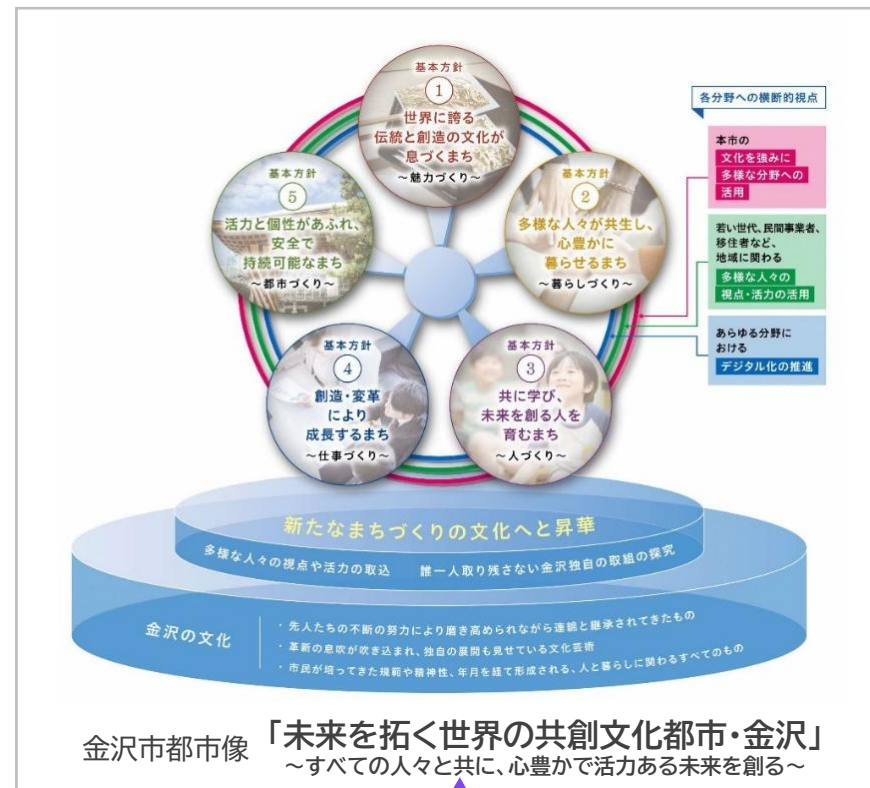 基本方針
1
世界に誇る
伝統と創造の文化が
息づくまち
～魅力づくり～
基本方針
2
多様な人々が共生し、
心豊かに
暮らせるまち
～暮らしづくり～
基本方針
3
共に学び、
未来を創る人を
育むまち
～人づくり～
基本方針
4
創造・変革
により
成長するまち
～仕事づくり～
基本方針
5
活力と個性があふれ、
安全で
持続可能なまち
～都市づくり～
各分野への横断的視点
本市の
文化を強みに
多様な分野への
活用
若い世代、民間事業者、
移住者など、
地域に関わる
多様な人々の
視点・活力の活用
あらゆる分野に
おける
デジタル化の推進
新たなまちづくりの文化へと昇華
多様な人々の視点や活力の取込　誰一人取り残さない金沢独自の取組の探究
金沢の文化
・先人たちの不断の努力により磨き高められながら連綿と継承されてきたもの
・革新の息吹が吹き込まれ、独自の展開も見せている文化芸術
・市民が培ってきた規範や精神性、年月を経て形成される、人と暮らしに関わるすべてのもの
金沢市都市像 「未来を拓く世界の共創文化都市・金沢」
～すべての人々と共に、心豊かで活力ある未来を創る～